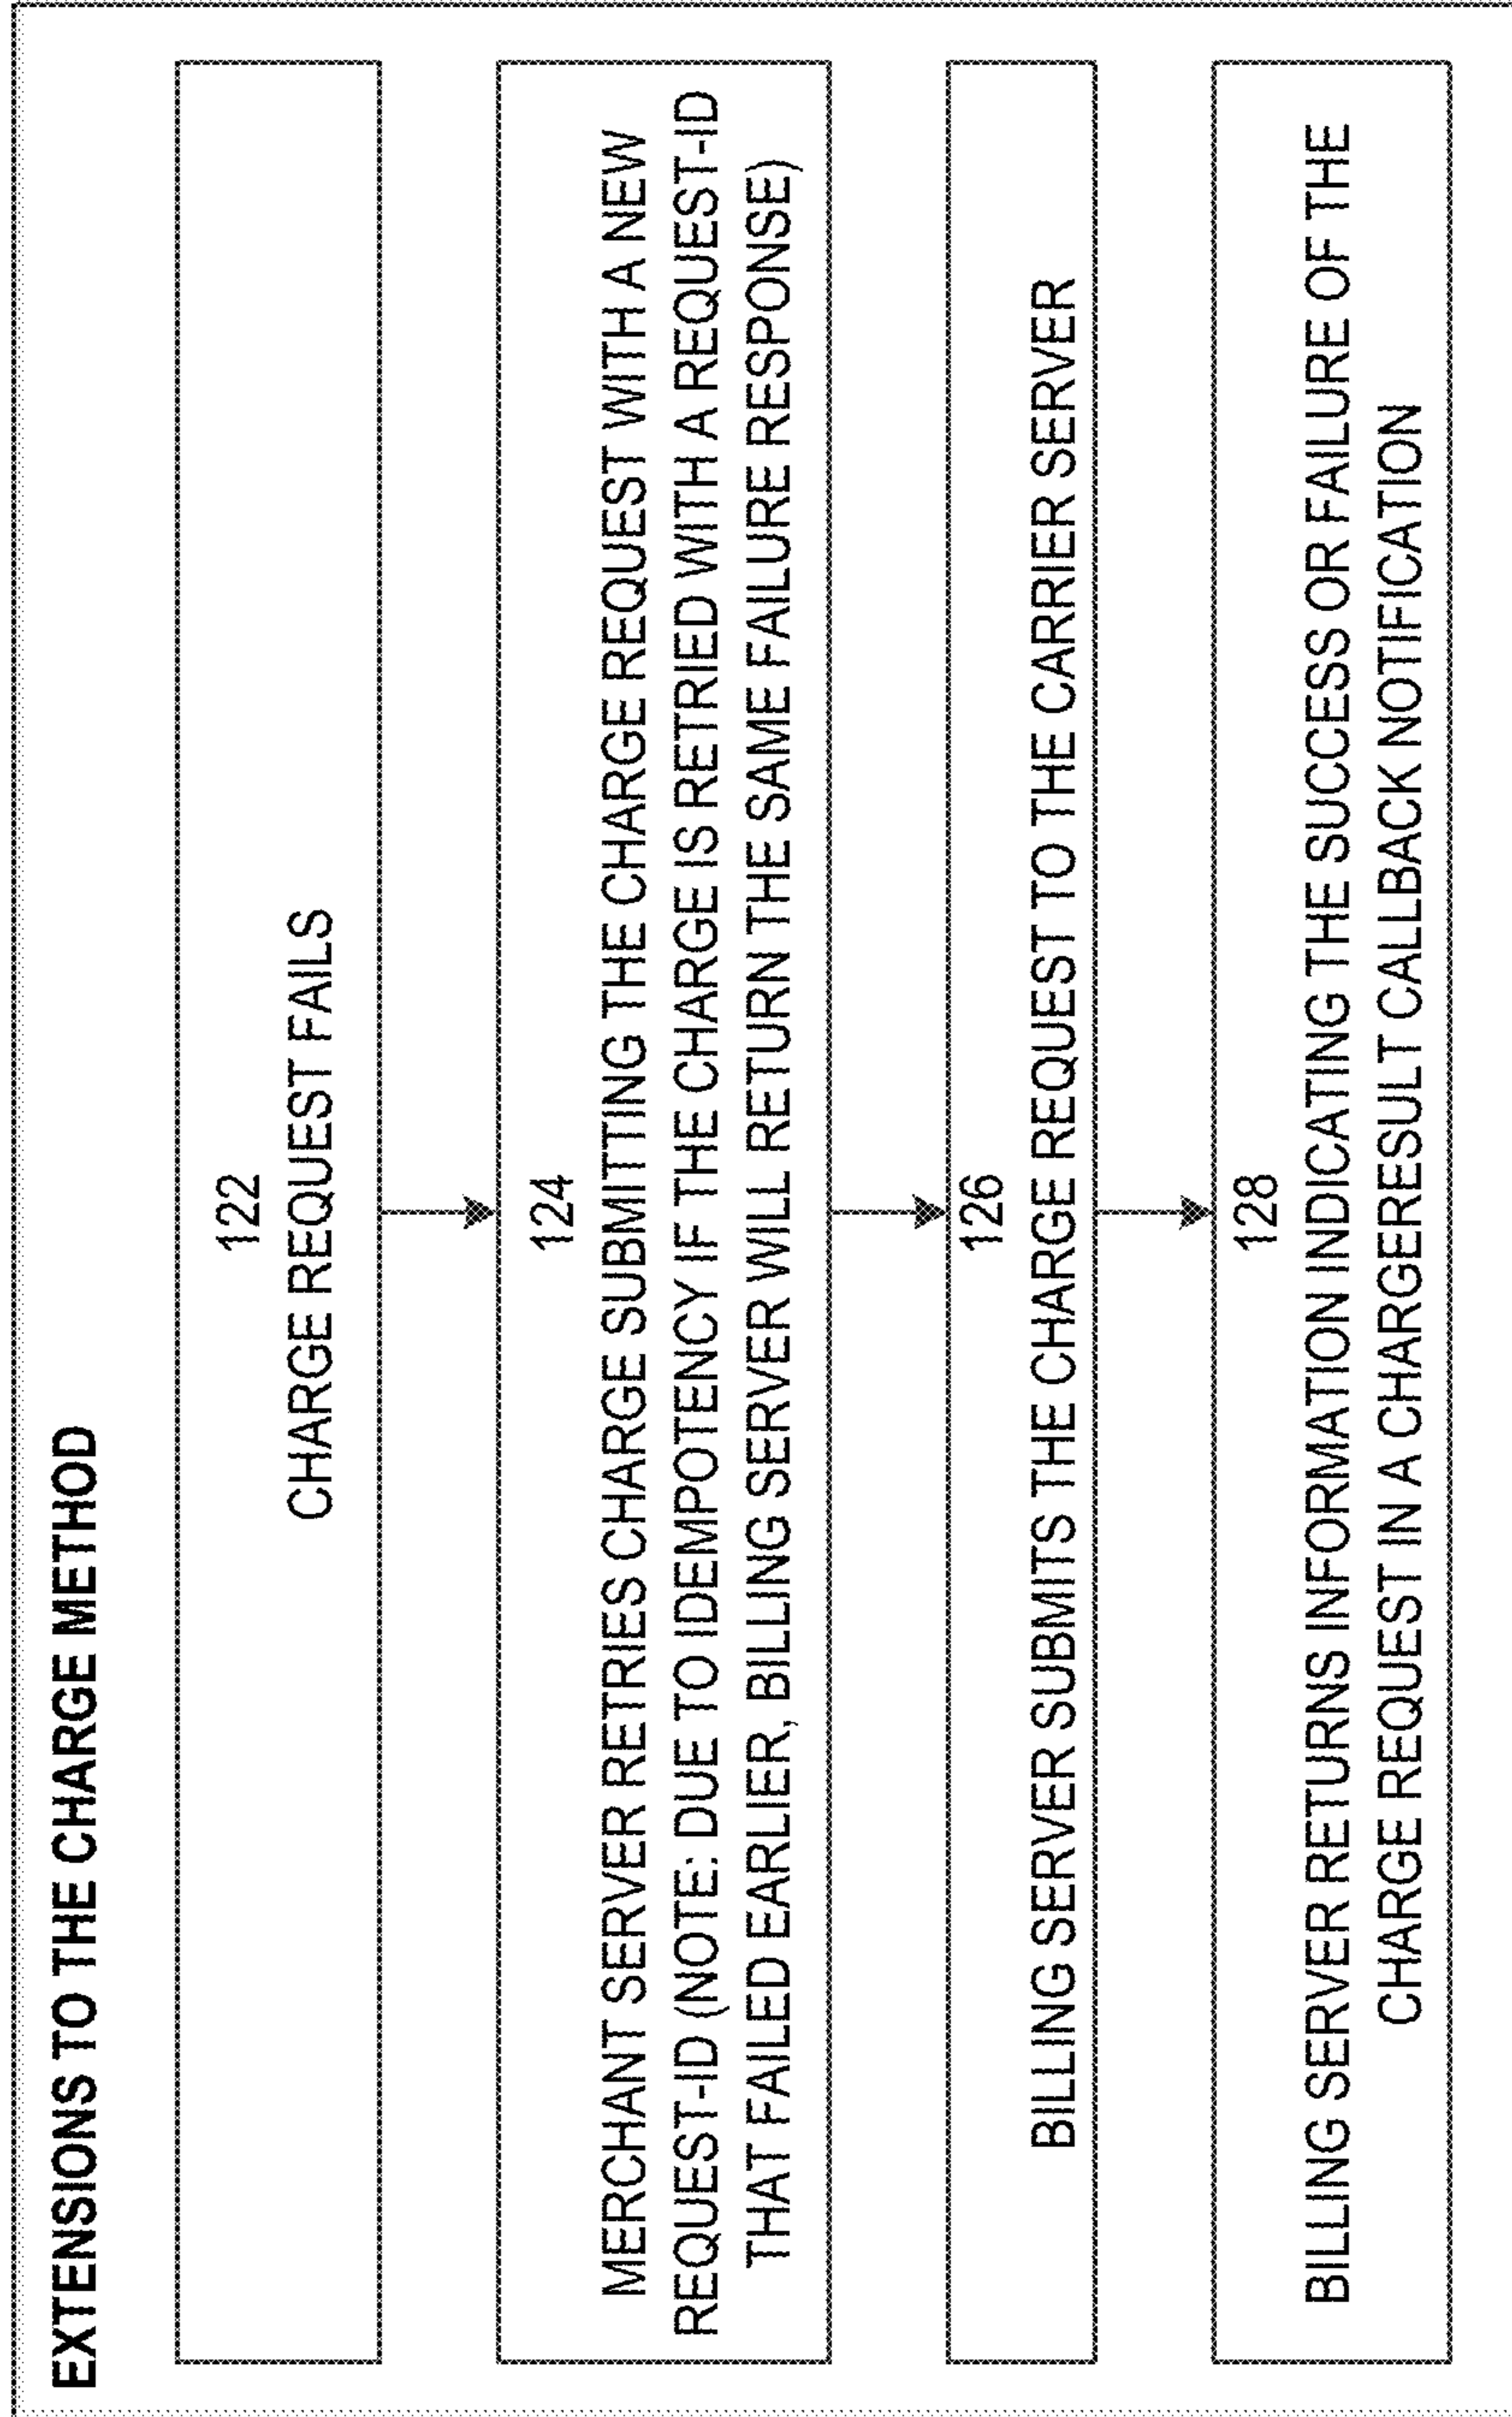 EXTENSIONS TO THE CHARGE METHOD
122
CHARGE REQUEST FAILS
124
MERCHANT SERVER RETRIES CHARGE SUBMITTING THE CHARGE REQUEST WITH A NEW
REQUEST-ID (NOTE: DUE TO IDEMPOTENCY IF THE CHARGE IS RETRIED WITH A REQUEST-ID
THAT FAILED EARLIER, BILLING SERVER WILL RETURN THE SAME FAILURE RESPONSE)
126
BILLING SERVER SUBMITS THE CHARGE REQUEST TO THE CARRIER SERVER
128
BILLING SERVER RETURNS INFORMATION INDICATING THE SUCCESS OR FAILURE OF THE
CHARGE REQUEST IN A CHARGERESULT CALLBACK NOTIFICATION